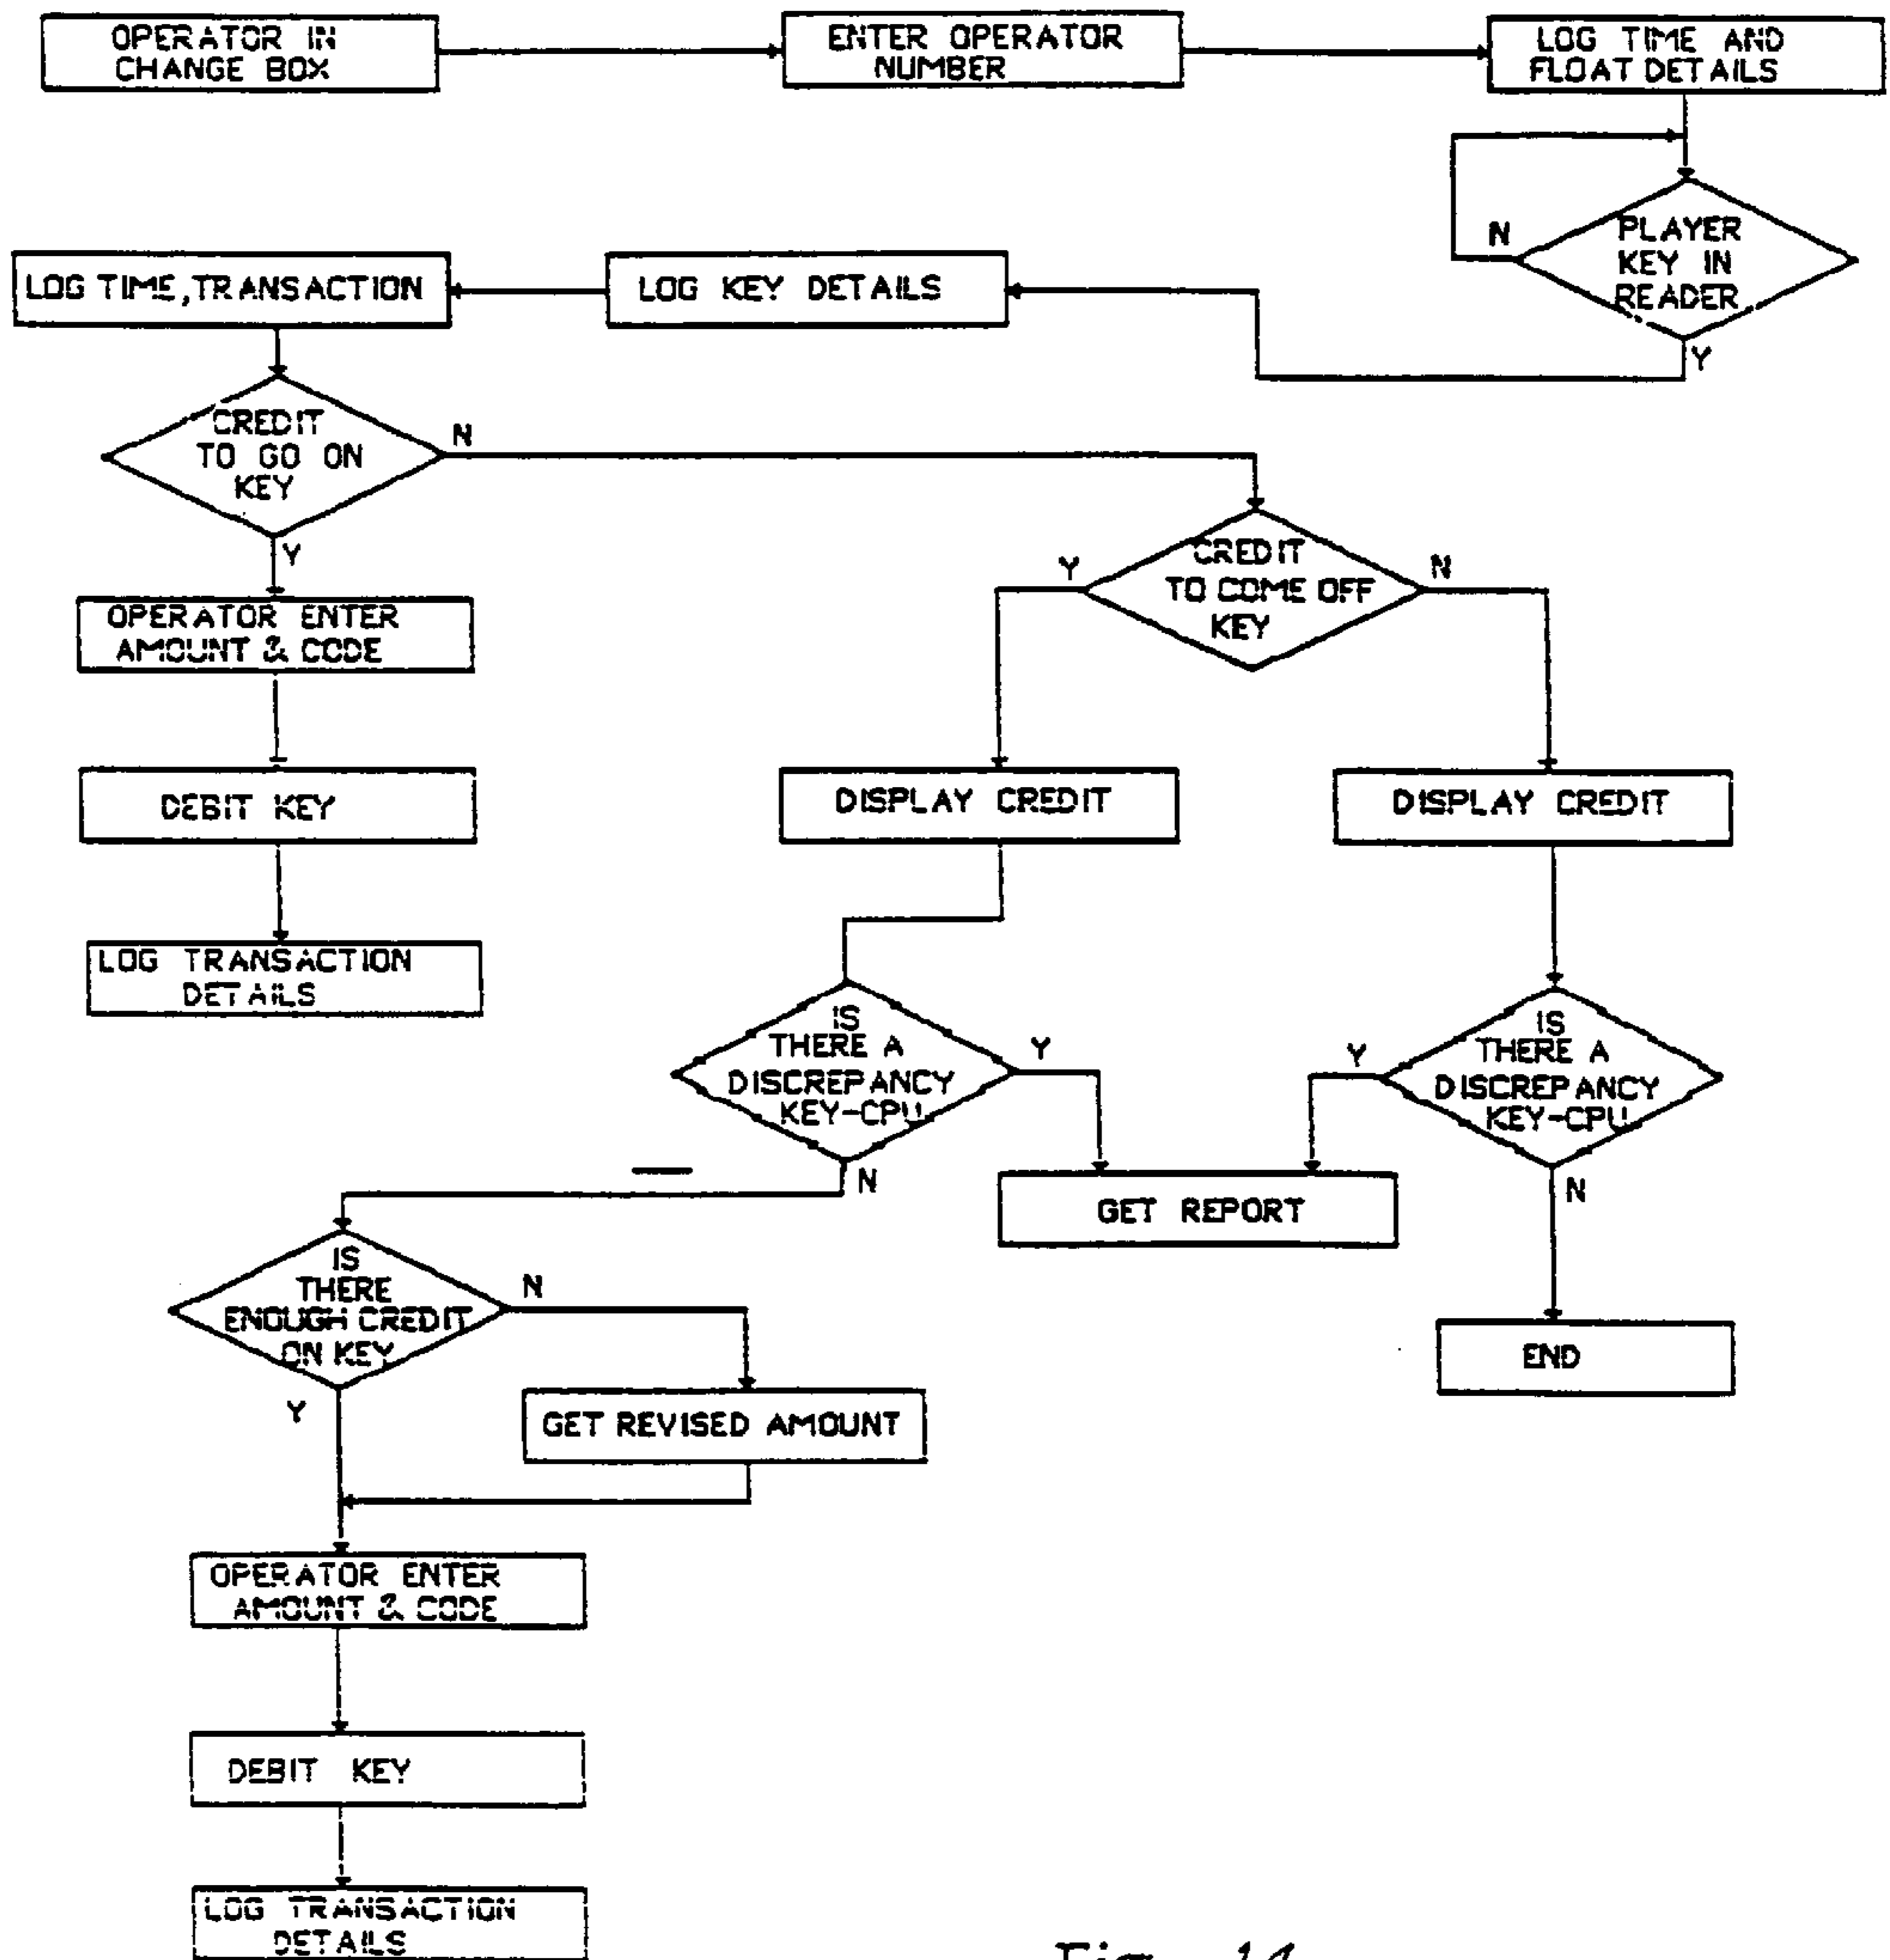 OPERATOR IN
CHANGE BOX
ENTER OPERATOR
NUMBER
LOG TIME AND
FLOAT DETAILS
PLAYER
KEY IN
READER
N
Y
LOG KEY DETAILS
LOG TIME, TRANSACTION
CREDIT
TO GO ON
KEY
N
Y
OPERATOR ENTER
AMOUNT & CODE
DEBIT KEY
LOG TRANSACTION
DETAILS
CREDIT
TO COME OFF
KEY
Y
N
DISPLAY CREDIT
DISPLAY CREDIT
IS
THERE A
DISCREPANCY
KEY-CPU
Y
N
IS
THERE A
DISCREPANCY
KEY-CPU
Y
N
GET REPORT
END
IS
THERE
ENOUGH CREDIT
ON KEY
N
Y
GET REVISED AMOUNT
OPERATOR ENTER
AMOUNT & CODE
DEBIT KEY
LOG TRANSACTION
DETAILS
Fig. 14